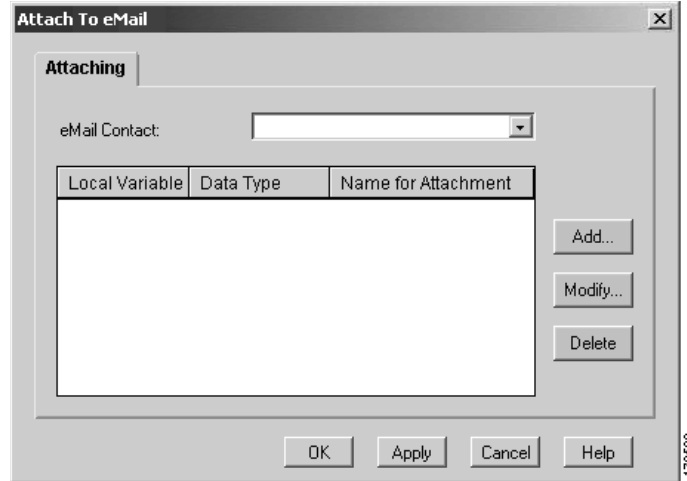 Attach To eMail
Attaching
eMail Contact:
Local Variable Data Type Name for Attachment
Add...
Modify...
Delete
OK Apply Cancel Help